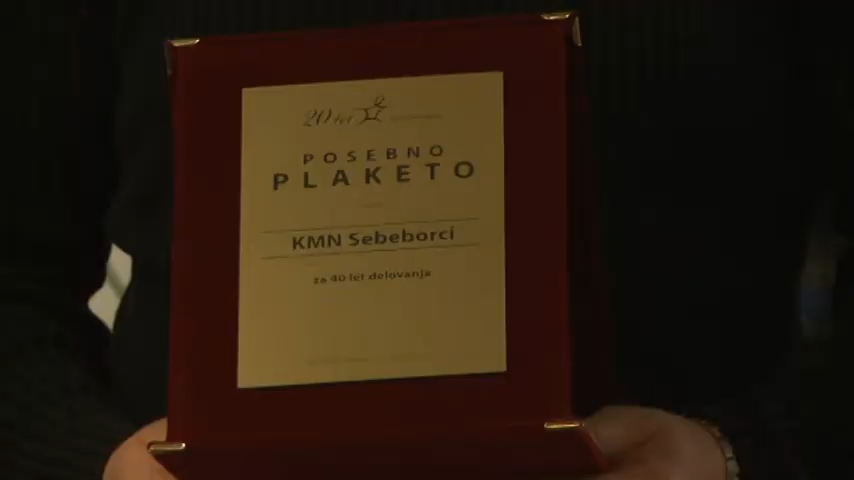 20 let
POSEBNO
PLAKETO
KMN Sebeborci
za 40 let delovanja